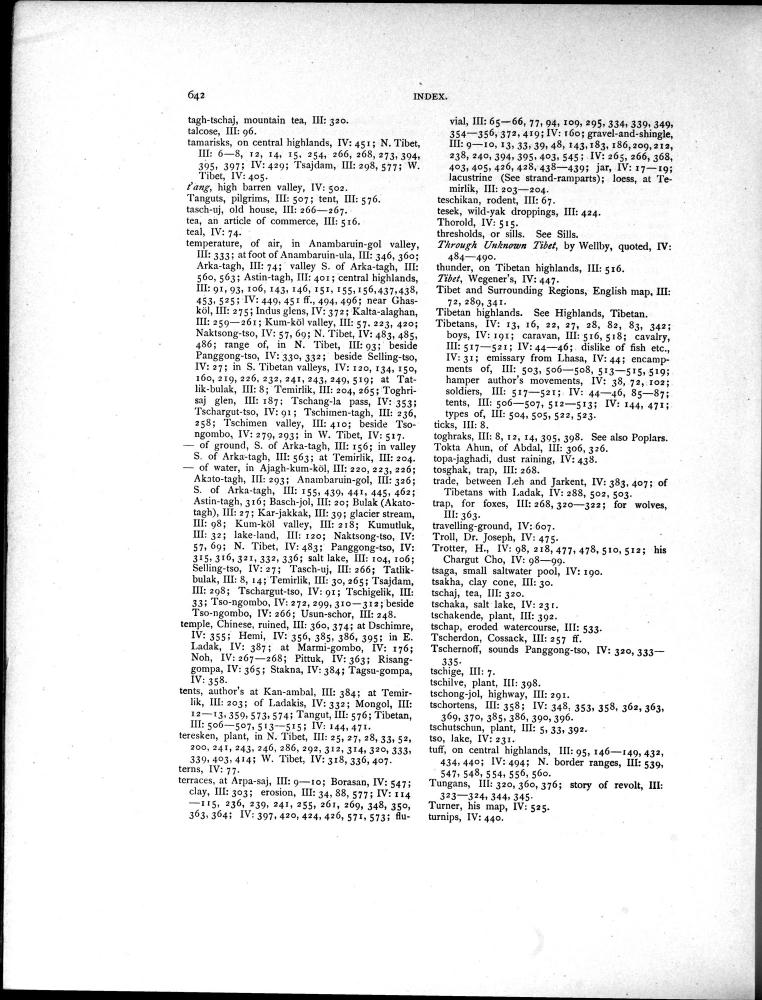 642
INDEX.
tagh-tschaj, mountain tea, III: 320.
talcose, III: 96.
tamarisks, on central highlands, IV: 451; N. Tibet,
III: 6—8, 12, 14, 15, 254, 266, 268, 273, 394,
395, 397; IV: 429; Tsajdam, III: 298, 577; W.
Tibet, IV: 405.
t'ang, high barren valley, IV: 502.
Tanguts, pilgrims, III: 507; tent, III: 576.
tasch-uj, old house, III: 266—267.
tea, an article of commerce, III: 516.
teal, IV: 74.
temperature, of air, in Anambaruin-gol valley,
III: 333; at foot of Anambaruin-ula, III: 346, 360;
Arka-tagh, III: 74; valley S. of Arka-tagh, III:
560, 563; Astin-tagh, III: 401; central highlands,
III: 91, 93, 106, 143, 146, 151, 155, 156, 437, 438,
453, 525; IV: 449, 451 ff., 494, 496; near Ghas-
köl, III: 275; Indus glens, IV: 372; Kalta-alaghan,
III: 259—261; Kum-köl valley, III: 57. 223, 420;
Naktsong-tso, IV: 57, 69; N. Tibet, IV: 483, 485,
486; range of, in N. Tibet, III: 93; beside
Panggong-tso, IV: 330, 332; beside Selling-tso,
IV: 27; in S. Tibetan valleys, IV: 120, 134, 150,
160, 219, 226, 232, 241, 243, 249, 519; at Tat-
lik-bulak, III: 8; Temirlik, III: 204, 265; Toghri-
saj glen, III: 187; Tschang-la pass, IV: 353;
Tschargut-tso, IV: 91; Tschimen-tagh, III: 236,
258; Tschimen valley, III: 410; beside Tso-
ngombo, IV: 279, 293; in W. Tibet, IV: 517.
— of ground, S. of Arka-tagh, III: 156; in valley
S. of Arka-tagh, III: 563; at Temirlik, III: 204.
— of water, in Ajagh-kum-köl, III: 220, 223, 226;
Akato-tagh, III: 293; Anambaruin-gol, III: 326;
S. of Arka-tagh, III: 155, 439, 441, 445, 462;
Astin-tagh, 316; Basch-jol, III: 20; Bulak (Akato-
tagh), III: 27; Kar-jakkak, III: 39; glacier stream,
III: 98; Kum-köl valley, III: 218; Kumutluk,
III: 32; lake-land, III: 120; Naktsong-tso, IV:
57, 69; N. Tibet, IV: 483; Panggong-tso, IV:
315, 316, 321, 332, 336; salt lake, III: 104, 106;
Selling-tso, IV: 27; Tasch-uj, III: 266; Tatlik-
bulak, III: 8, 14; Temirlik, III: 30, 265; Tsajdam,
III: 298; Tschargut-tso, IV: 91; Tschigelik, III:
33; Tso-ngombo, IV: 272, 299, 310—312; beside
Tso-ngombo, IV: 266; Usun-schor, III: 248.
temple, Chinese, ruined, III: 360, 374; at Dschimre,
IV: 355; Hemi, IV: 356, 385, 386, 395; in E.
Ladak, IV: 387; at Marmi-gombo, IV: 176;
Noh, IV: 267—268; Pittuk, IV: 363; Risang-
gompa, IV: 365; Stakna, IV: 384; Tagsu-gompa,
IV: 358.
tents, author's at Kan-ambal, III: 384; at Temir-
lik, III: 203; of Ladakis, IV: 332; Mongol, III:
12—13, 359, 573, 574; Tangut, III: 576; Tibetan,
III: 506—507, 513—515; IV: 144, 471.
teresken, plant, in N. Tibet, III: 25, 27, 28, 33, 52,
200, 241, 243, 246, 286, 292, 312, 314, 320, 333,
339, 403, 414; W. Tibet, IV: 318, 336, 407.
terns, IV: 77.
terraces, at Arpa-saj, III: 9—10; Borasan, IV: 547;
clay, III: 303; erosion, III: 34, 88, 577; IV: 114
—115, 236, 239, 241, 255, 261, 269, 348, 350,
363, 364; IV: 397, 420, 424, 426, 571, 573; flu-
vial, III: 65—66, 77, 94, 109, 295, 334, 339, 349,
354—356, 372, 419; IV: 160; gravel-and-shingle,
III: 9—10, 13, 33, 39, 48, 143, 183, 186, 209, 212,
238, 240, 394, 395, 403, 545; IV: 265, 266, 368,
403, 405, 426, 428, 438—439; jar, IV: 17—19;
lacustrine (See strand-ramparts); loess, at Te-
mirlik, III: 203—204.
teschikan, rodent, III: 67.
tesek, wild-yak droppings, III: 424.
Thorold, IV: 515.
thresholds, or sills. See Sills.
Through Unknown Tibet, by Wellby, quoted, IV:
484—490.
thunder, on Tibetan highlands, III: 516.
Tibet, Wegener's, IV: 447.
Tibet and Surrounding Regions, English map, III:
72, 289, 341.
Tibetan highlands. See Highlands, Tibetan.
Tibetans, IV: 13, 16, 22, 27, 28, 82, 83, 342;
boys, IV: 191; caravan, III: 516, 518; cavalry,
III: 517—521; IV: 44—46; dislike of fish etc.,
IV: 31; emissary from Lhasa, IV: 44; encamp-
ments of, III: 503, 506—508, 513—515, 519;
hamper author's movements, IV: 38, 72, 102;
soldiers, III: 517—521; IV: 44—46, 85—87;
tents, III: 506—507, 512—513; IV: 144, 471;
types of, III: 504, 505, 522, 523.
ticks, III: 8.
toghraks, III: 8, 12, 14, 395, 398. See also Poplars.
Tokta Ahun, of Abdal, III: 306, 326.
topa-jaghadi, dust raining, IV: 438.
tosghak, trap, III: 268.
trade, between Leh and Jarkent, IV: 383, 407; of
Tibetans with Ladak, IV: 288, 502, 503.
trap, for foxes, III: 268, 320—322; for wolves,
III: 363.
travelling-ground, IV: 607.
Troll, Dr. Joseph, IV: 475.
Trotter, H., IV: 98, 218, 477, 478, 510, 512; his
Chargut Cho, IV: 98—99.
tsaga, small saltwater pool, IV: 190.
tsakha, clay cone, III: 30.
tschaj, tea, III: 320.
tschaka, salt lake, IV: 231.
tschakende, plant, III: 392.
tschap, eroded watercourse, III: 533.
Tscherdon, Cossack, III: 257 ff.
Tschernoff, sounds Panggong-tso, IV: 320, 333—
335.
tschige, III: 7.
tschilve, plant, III: 398.
tschong-jol, highway, III: 291.
tschortens, III: 358; IV: 348, 353, 358, 362, 363,
369, 370, 385, 386, 390, 396.
tschutschun, plant, III: 5, 33, 392.
tso, lake, IV: 231.
tuff, on central highlands, III: 95, 146—149, 432,
434, 440; IV: 494; N. border ranges, III: 539,
547, 548, 554, 556, 560.
Tungans, III: 320, 360, 376; story of revolt, III:
323—324, 344, 345.
Turner, his map, IV: 525.
turnips, IV: 440.